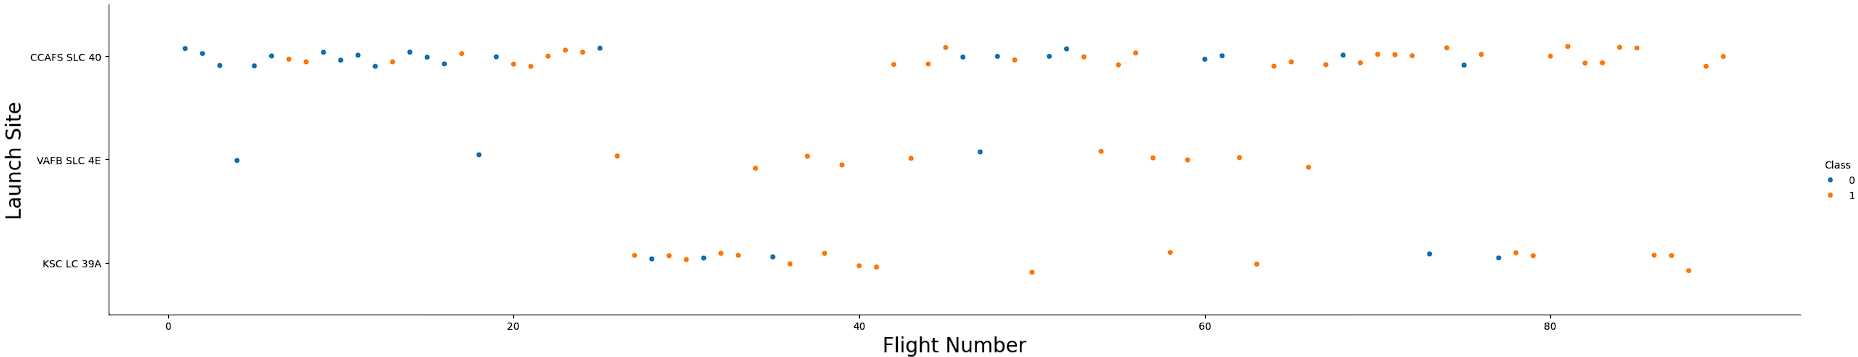 Launch Site
CCAFS SLC 40
VAFB SLC 4E
KSC LC 39A
0 20 40 60 80
Flight Number
Class
0
1